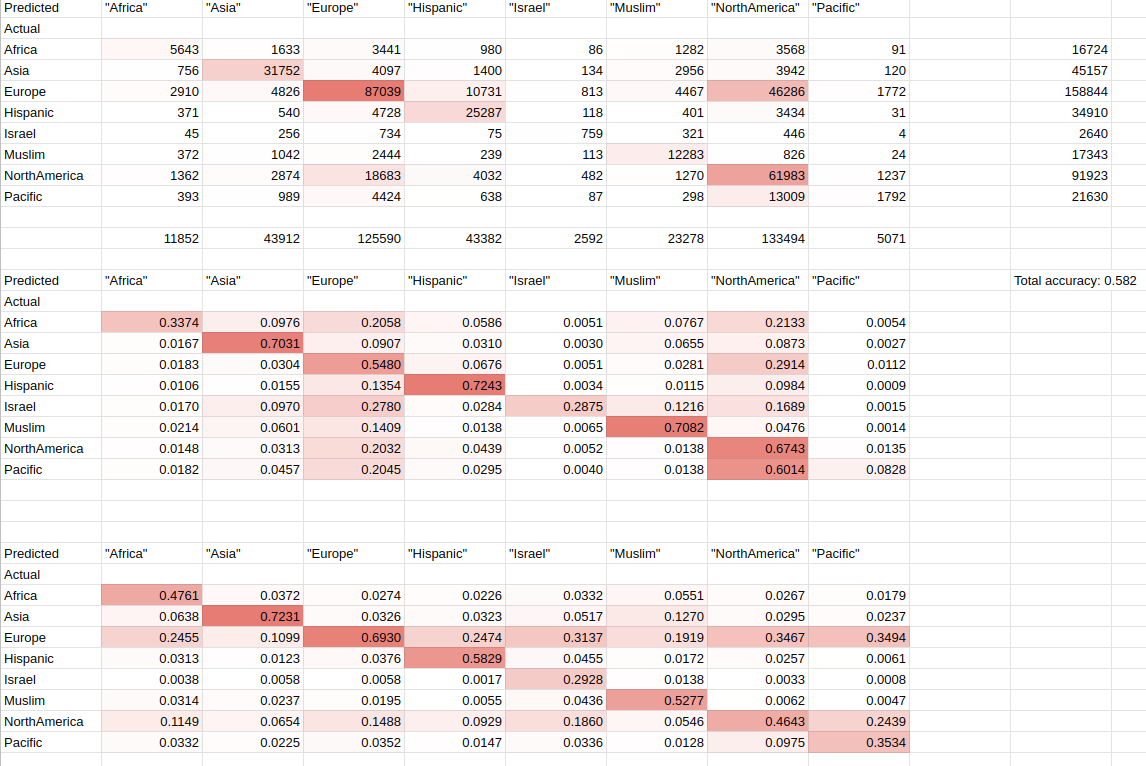 Predicted "Africa" "Asia" "Europe" "Hispanic" "Israel" "Muslim" "NorthAmerica" "Pacific"
Actual
Africa 5643 1633 3441 980 86 1282 3568 91 16724
Asia 756 31752 4097 1400 134 2956 3942 120 45157
Europe 2910 4826 87039 10731 813 4467 46286 1772 158844
Hispanic 371 540 4728 25287 118 401 3434 31 34910
Israel 45 256 734 75 759 321 446 4 2640
Muslim 372 1042 2444 239 113 12283 826 24 17343
NorthAmerica 1362 2874 18683 4032 482 1270 61983 1237 91923
Pacific 393 989 4424 638 87 298 13009 1792 21630
11852 43912 125590 43382 2592 23278 133494 5071
Predicted "Africa" "Asia" "Europe" "Hispanic" "Israel" "Muslim" "NorthAmerica" "Pacific" Total accuracy: 0.582
Actual
Africa 0.3374 0.0976 0.2058 0.0586 0.0051 0.0767 0.2133 0.0054
Asia 0.0167 0.7031 0.0907 0.0310 0.0030 0.0655 0.0873 0.0027
Europe 0.0183 0.0304 0.5480 0.0676 0.0051 0.0281 0.2914 0.0112
Hispanic 0.0106 0.0155 0.1354 0.7243 0.0034 0.0115 0.0984 0.0009
Israel 0.0170 0.0970 0.2780 0.0284 0.2875 0.1216 0.1689 0.0015
Muslim 0.0214 0.0601 0.1409 0.0138 0.0065 0.7082 0.0476 0.0014
NorthAmerica 0.0148 0.0313 0.2032 0.0439 0.0052 0.0138 0.6743 0.0135
Pacific 0.0182 0.0457 0.2045 0.0295 0.0040 0.0138 0.6014 0.0828
Predicted "Africa" "Asia" "Europe" "Hispanic" "Israel" "Muslim" "NorthAmerica" "Pacific"
Actual
Africa 0.4761 0.0372 0.0274 0.0226 0.0332 0.0551 0.0267 0.0179
Asia 0.0638 0.7231 0.0326 0.0323 0.0517 0.1270 0.0295 0.0237
Europe 0.2455 0.1099 0.6930 0.2474 0.3137 0.1919 0.3467 0.3494
Hispanic 0.0313 0.0123 0.0376 0.5829 0.0455 0.0172 0.0257 0.0061
Israel 0.0038 0.0058 0.0058 0.0017 0.2928 0.0138 0.0033 0.0008
Muslim 0.0314 0.0237 0.0195 0.0055 0.0436 0.5277 0.0062 0.0047
NorthAmerica 0.1149 0.0654 0.1488 0.0929 0.1860 0.0546 0.4643 0.2439
Pacific 0.0332 0.0225 0.0352 0.0147 0.0336 0.0128 0.0975 0.3534